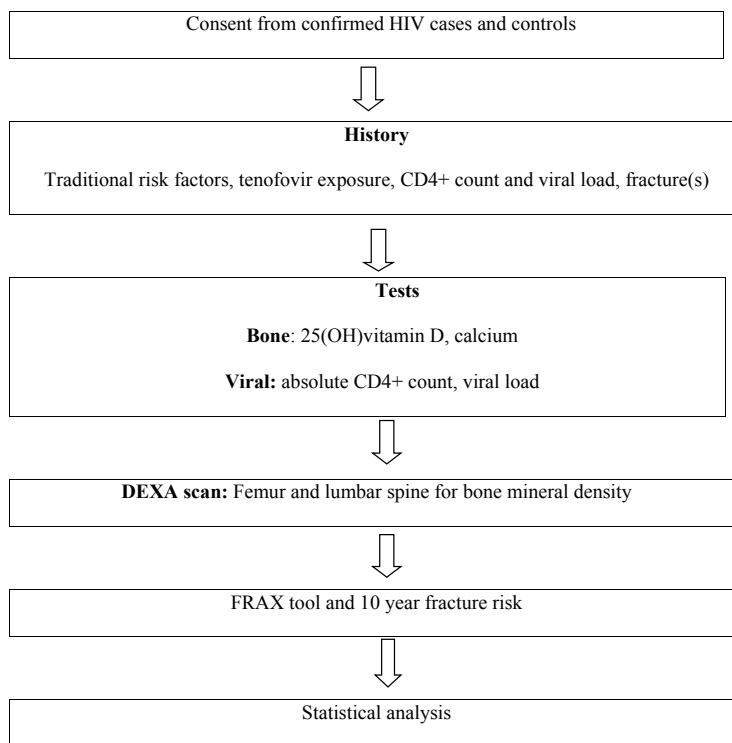 Consent from confirmed HIV cases and controls
History
Traditional risk factors, tenofovir exposure, CD4+ count and viral load, fracture(s)
Tests
Bone: 25(OH)vitamin D, calcium
Viral: absolute CD4+ count, viral load
DEXA scan: Femur and lumbar spine for bone mineral density
FRAX tool and 10 year fracture risk
Statistical analysis